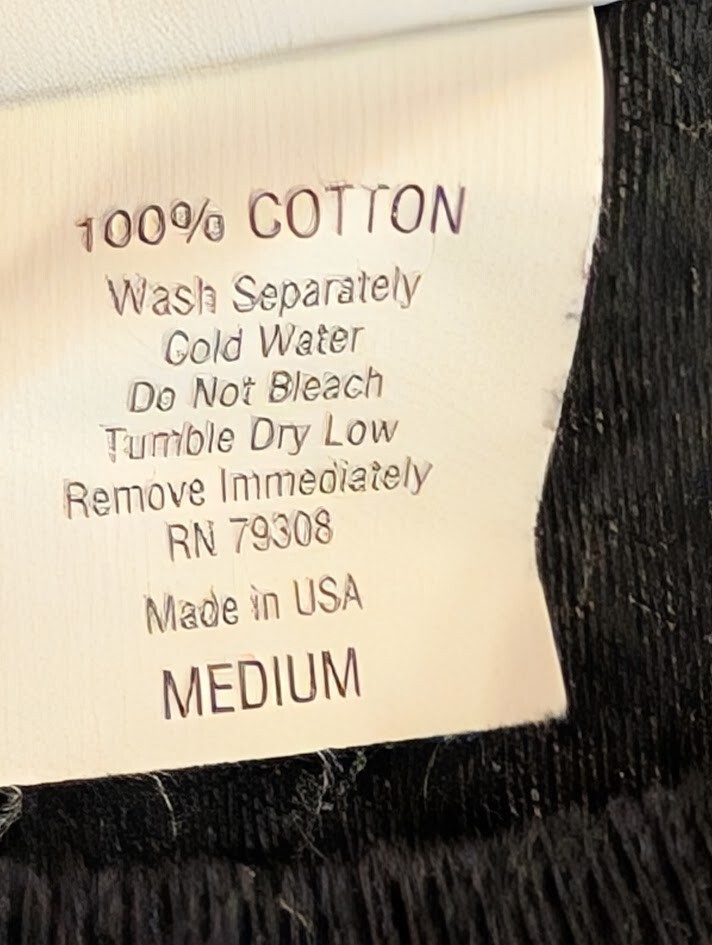 100% COTTON
Wash Separately
Cold Water
Do Not Bleach
Tumble Dry Low
Remove Immediately
RN 79308
Made in USA
MEDIUM